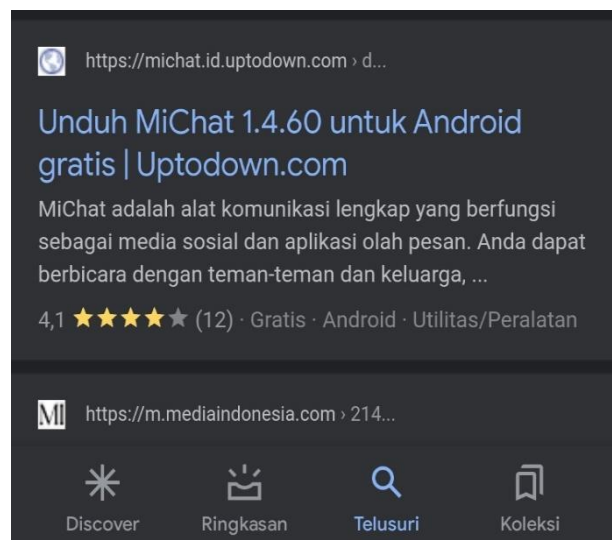 https://michat.id.uptodown.com › d...
Unduh MiChat 1.4.60 untuk Android
gratis | Uptodown.com
MiChat adalah alat komunikasi lengkap yang berfungsi
sebagai media sosial dan aplikasi olah pesan. Anda dapat
berbicara dengan teman-teman dan keluarga, ...
4,1 ★★★★★ (12) · Gratis · Android · Utilitas/Peralatan
MI https://m.mediaindonesia.com › 214...
Discover Ringkasan Telusuri Koleksi